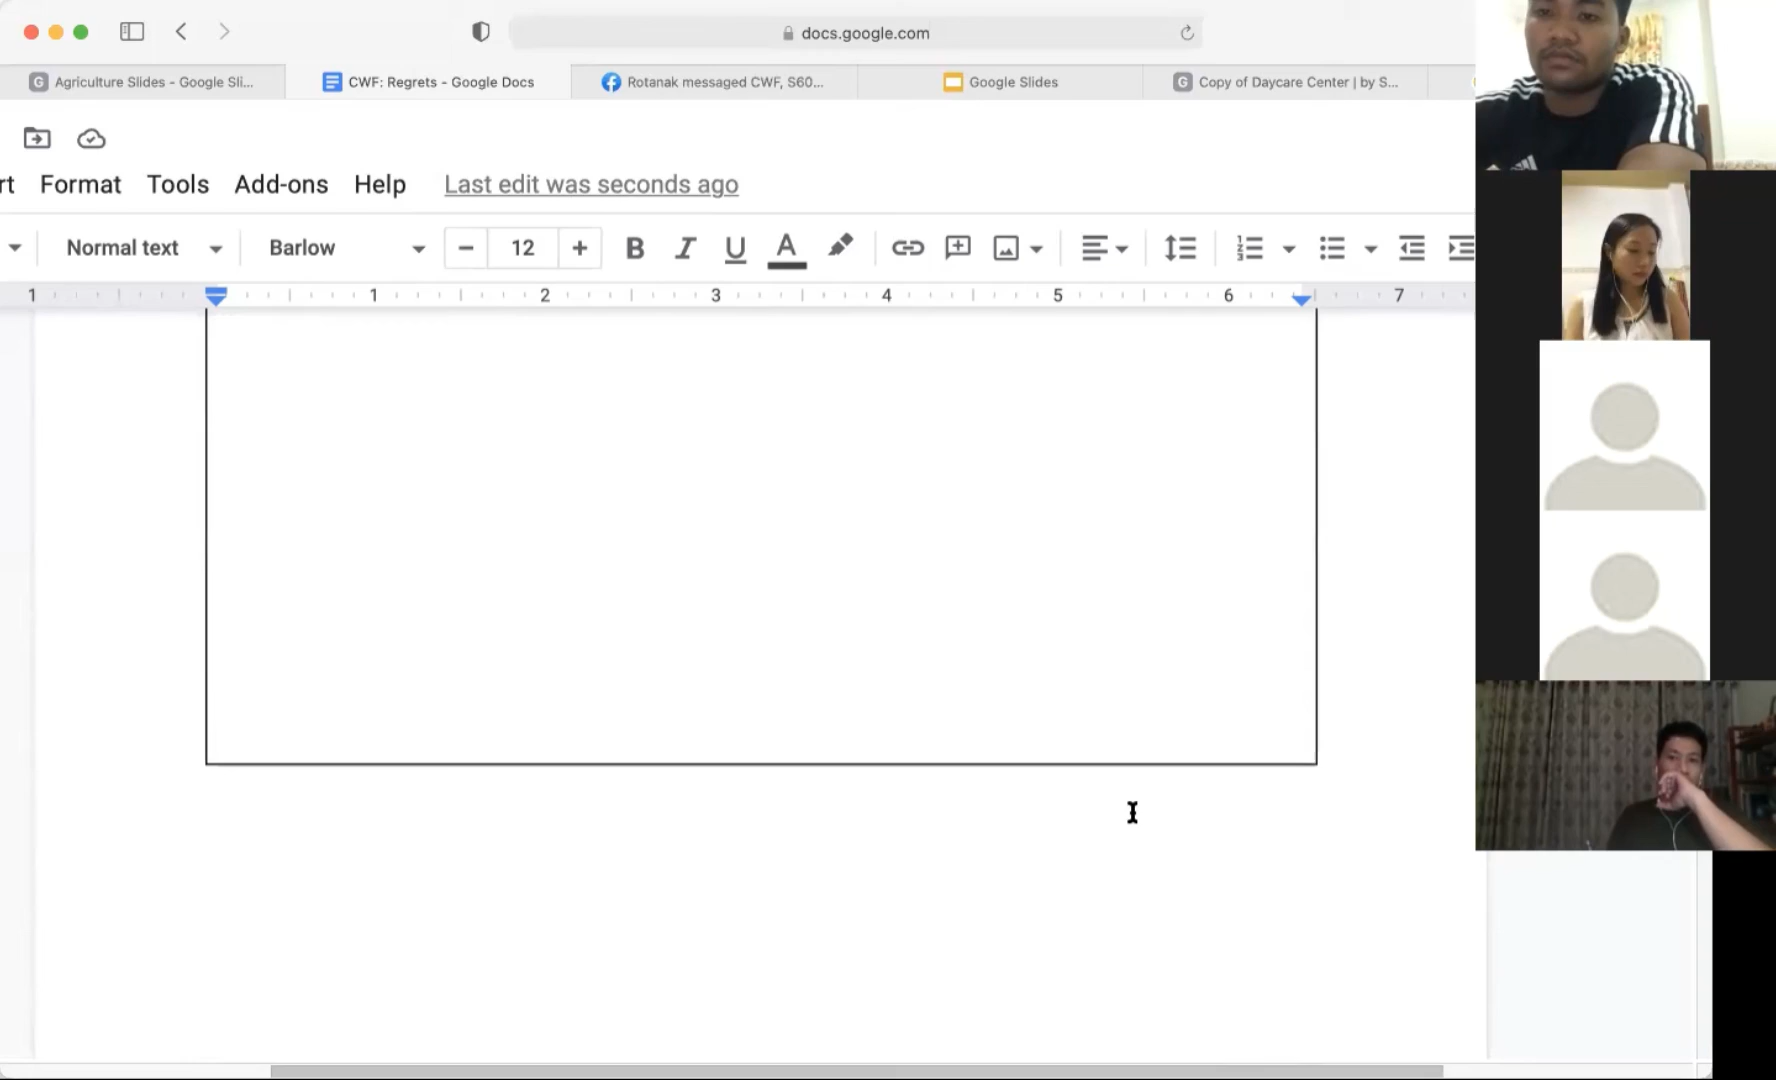 docs.google.com
Agriculture Slides - Google Sli...
CWF: Regrets - Google Docs
Rotanak messaged CWF, S60...
Google Slides
Copy of Daycare Center | by S...
rt Format Tools Add-ons Help Last edit was seconds ago
Normal text Barlow − 12 + B I U A
1 1 2 3 4 5 6 7